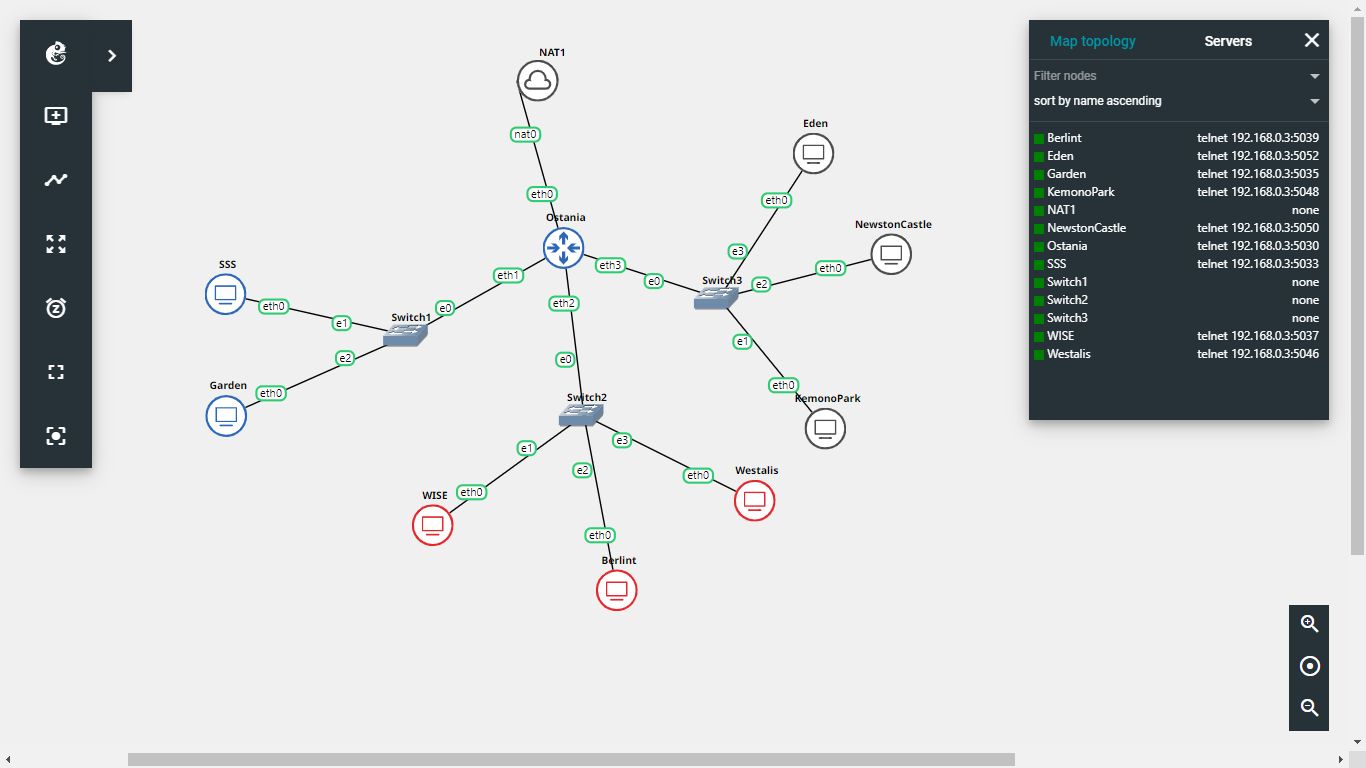 Map topology
Servers
Filter nodes
sort by name ascending
Berlint telnet 192.168.0.3:5039
Eden telnet 192.168.0.3:5052
Garden telnet 192.168.0.3:5035
KemonoPark telnet 192.168.0.3:5048
NAT1 none
NewstonCastle telnet 192.168.0.3:5050
Ostania telnet 192.168.0.3:5030
SSS telnet 192.168.0.3:5033
Switch1 none
Switch2 none
Switch3 none
WISE telnet 192.168.0.3:5037
Westalis telnet 192.168.0.3:5046
NAT1
nat0
eth0
Ostania
eth1
eth2
eth3
e0
Switch3
e3
eth0
Eden
e2
eth0
NewstonCastle
e1
eth0
KemonoPark
SSS
eth0
e1
Switch1
e0
e2
eth0
Garden
e0
Switch2
e1
eth0
WISE
e2
eth0
Berlint
e3
eth0
Westalis